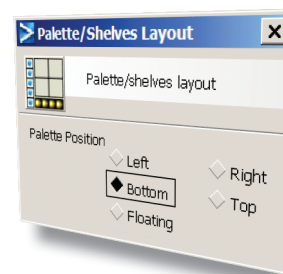 Palette/Shelves Layout
Palette/shelves layout
Palette Position
Left
Right
Bottom
Top
Floating